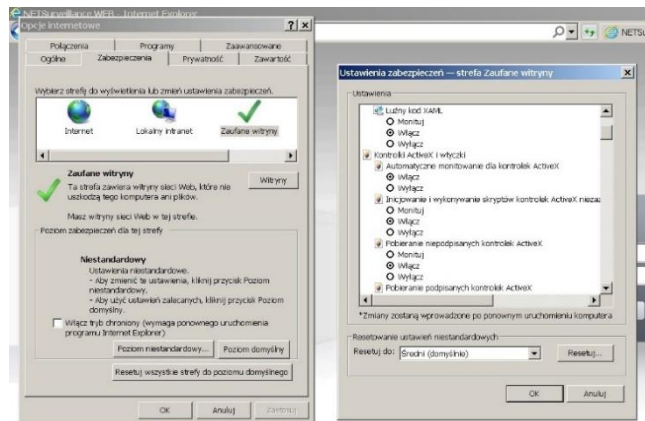 NETSurveillance WEB - Internet Explorer
Opcje internetowe
Połączenia
Programy
Zaawansowane
Ogólne
Zabezpieczenia
Prywatność
Zawartość
Wybierz strefę do wyświetlenia lub zmień ustawienia zabezpieczeń.
Internet
Lokalny intranet
Zaufane witryny
Zaufane witryny
Ta strefa zawiera witryny sieci Web, które nie
uszkodzą tego komputera ani plików.
Masz witryny sieci Web w tej strefie.
Witryny
Poziom zabezpieczeń dla tej strefy
Niestandardowy
Ustawienia niestandardowe.
- Aby zmienić te ustawienia, kliknij przycisk Poziom
niestandardowy.
- Aby użyć ustawień zalecanych, kliknij przycisk Poziom
domyślny.
Włącz tryb chroniony (wymaga ponownego uruchomienia
programu Internet Explorer)
Poziom niestandardowy...
Poziom domyślny
Resetuj wszystkie strefy do poziomu domyślnego
OK
Anuluj
Zastosuj
NETSu
Ustawienia zabezpieczeń — strefa Zaufane witryny
Ustawienia
Luźny kod XAML
Monituj
Włącz
Wyłącz
Kontrolki ActiveX i wtyczki
Automatyczne monitowanie dla kontrolek ActiveX
Włącz
Wyłącz
Inicjowanie i wykonywanie skryptów kontrolek ActiveX niezaz
Monituj
Włącz
Wyłącz
Pobieranie niepodpisanych kontrolek ActiveX
Monituj
Włącz
Wyłącz
Pobieranie podpisanych kontrolek ActiveX
*Zmiany zostaną wprowadzone po ponownym uruchomieniu komputera
Resetowanie ustawień niestandardowych
Resetuj do:
Średni (domyślnie)
Resetuj...
OK
Anuluj